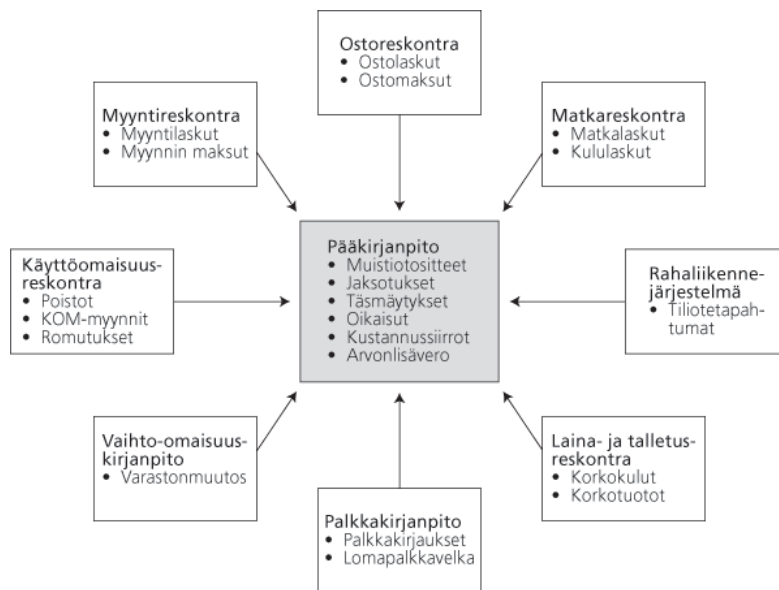 Ostoreskontra
• Ostolaskut
• Ostomaksut
Myyntireskontra
• Myyntilaskut
• Myynnin maksut
Matkareskontra
• Matkalaskut
• Kululaskut
Pääkirjanpito
• Muistiotositteet
• Jaksotukset
• Täsmäytykset
• Oikaisut
• Kustannussiirrot
• Arvonlisävero
Käyttöomaisuus-
reskontra
• Poistot
• KOM-myynnit
• Romutukset
Rahaliikenne-
järjestelmä
• Tiliotetapah-
tumat
Vaihto-omaisuus-
kirjanpito
• Varastonmuutos
Laina- ja talletus-
reskontra
• Korkokulut
• Korkotuotot
Palkkakirjanpito
• Palkkakirjaukset
• Lomapalkkavelka